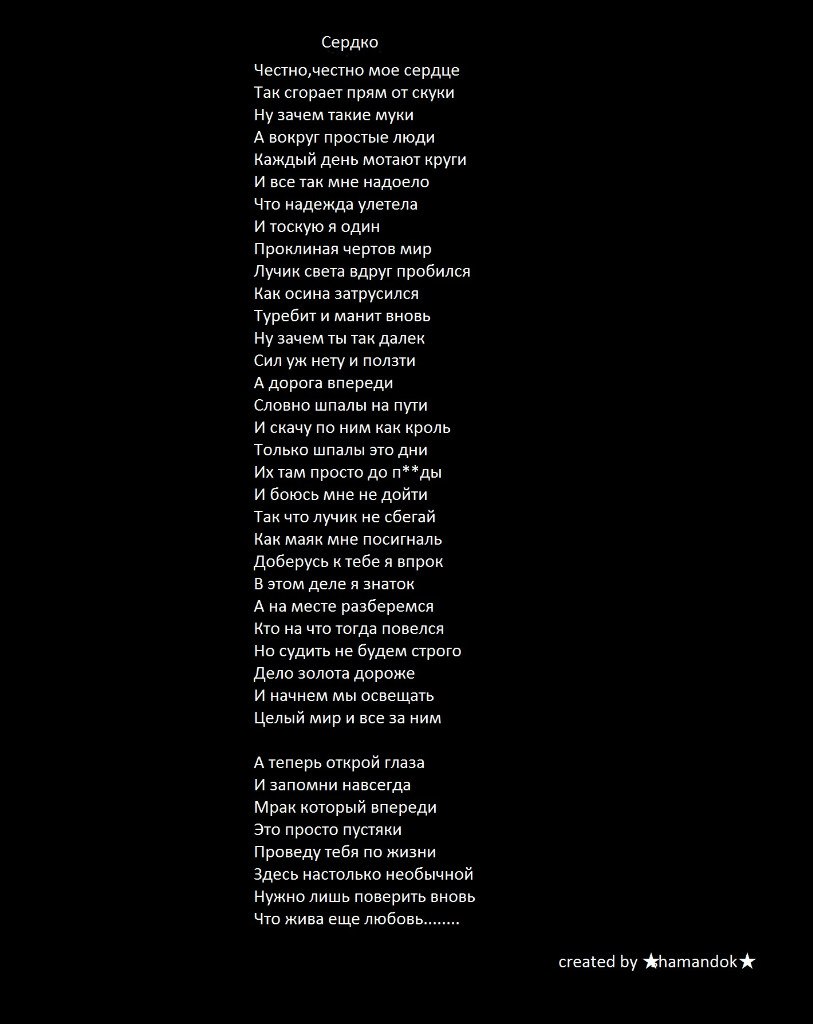 Сердко
Честно,честно мое сердце
Так сгорает прям от скуки
Ну зачем такие муки
А вокруг простые люди
Каждый день мотают круги
И все так мне надоело
Что надежда улетела
И тоскую я один
Проклиная чертов мир
Лучик света вдруг пробился
Как осина затрусился
Туребит и манит вновь
Ну зачем ты так далек
Сил уж нету и ползти
А дорога впереди
Словно шпалы на пути
И скачу по ним как кроль
Только шпалы это дни
Их там просто до п**ды
И боюсь мне не дойти
Так что лучик не сбегай
Как маяк мне посигналь
Доберусь к тебе я впрок
В этом деле я знаток
А на месте разберемся
Кто на что тогда повелся
Но судить не будем строго
Дело золота дороже
И начнем мы освещать
Целый мир и все за ним
А теперь открой глаза
И запомни навсегда
Мрак который впереди
Это просто пустяки
Проведу тебя по жизни
Здесь настолько необычной
Нужно лишь поверить вновь
Что жива еще любовь........
created by ★shamandok★